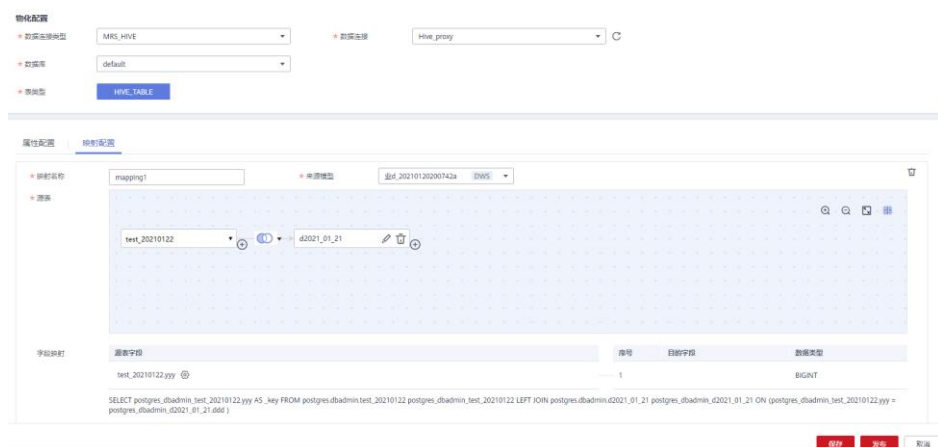 物化配置
* 数据连接类型 MRS_HIVE * 数据连接 Hive_proxy
* 数据库 default
* 表类型 HIVE_TABLE
属性配置 映射配置
* 映射名称 mapping1 * 来源模型 业d_20210120200742a DWS
* 源表
test_20210122 d2021_01_21
字段映射 源表字段 序号 目的字段 数据类型
test_20210122.yyy 1 BIGINT
SELECT postgres_dbadmin_test_20210122.yyy AS _key FROM postgres.dbadmin.test_20210122 postgres_dbadmin_test_20210122 LEFT JOIN postgres.dbadmin.d2021_01_21 postgres_dbadmin_d2021_01_21 ON (postgres_dbadmin_test_20210122.yyy =
postgres_dbadmin_d2021_01_21.ddd )
保存 发布 取消